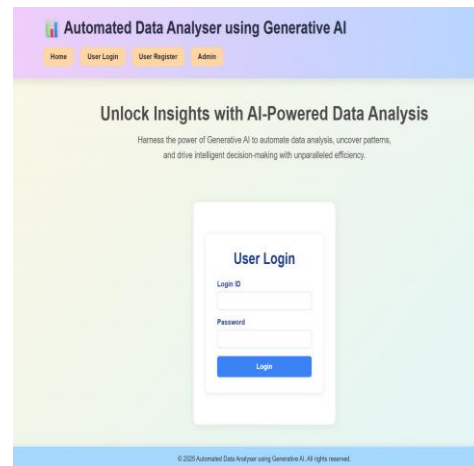 Automated Data Analyser using Generative AI
Home User Login User Register Admin
Unlock Insights with AI-Powered Data Analysis
Harness the power of Generative AI to automate data analysis, uncover patterns,
and drive intelligent decision-making with unparalleled efficiency.
User Login
Login ID
Password
Login
© 2025 Automated Data Analyser using Generative AI. All rights reserved.